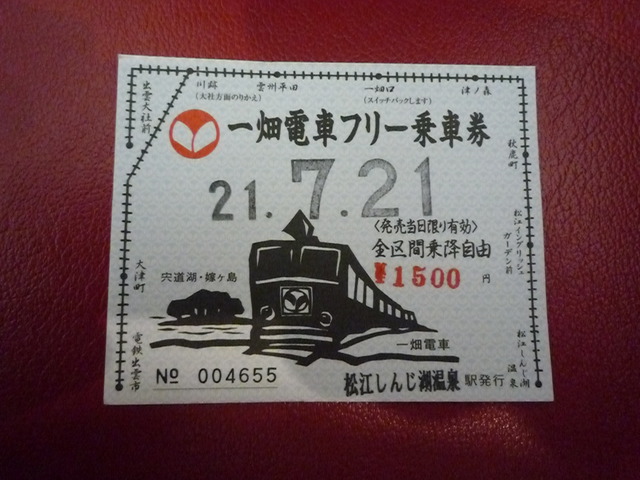 川跡
(大社方面のりかえ)
雲州平田
一畑口
(スイッチバックします)
津ノ森
出雲大社前
一畑電車フリー乗車券
秋鹿町
21.7.21
〈発売当日限り有効〉
全区間乗降自由
¥1500円
松江イングリッシュ
ガーデン前
大津町
宍道湖・嫁ヶ島
一畑電車
電鉄出雲市
松江しんじ湖
温泉
№ 004655
松江しんじ湖温泉 駅発行